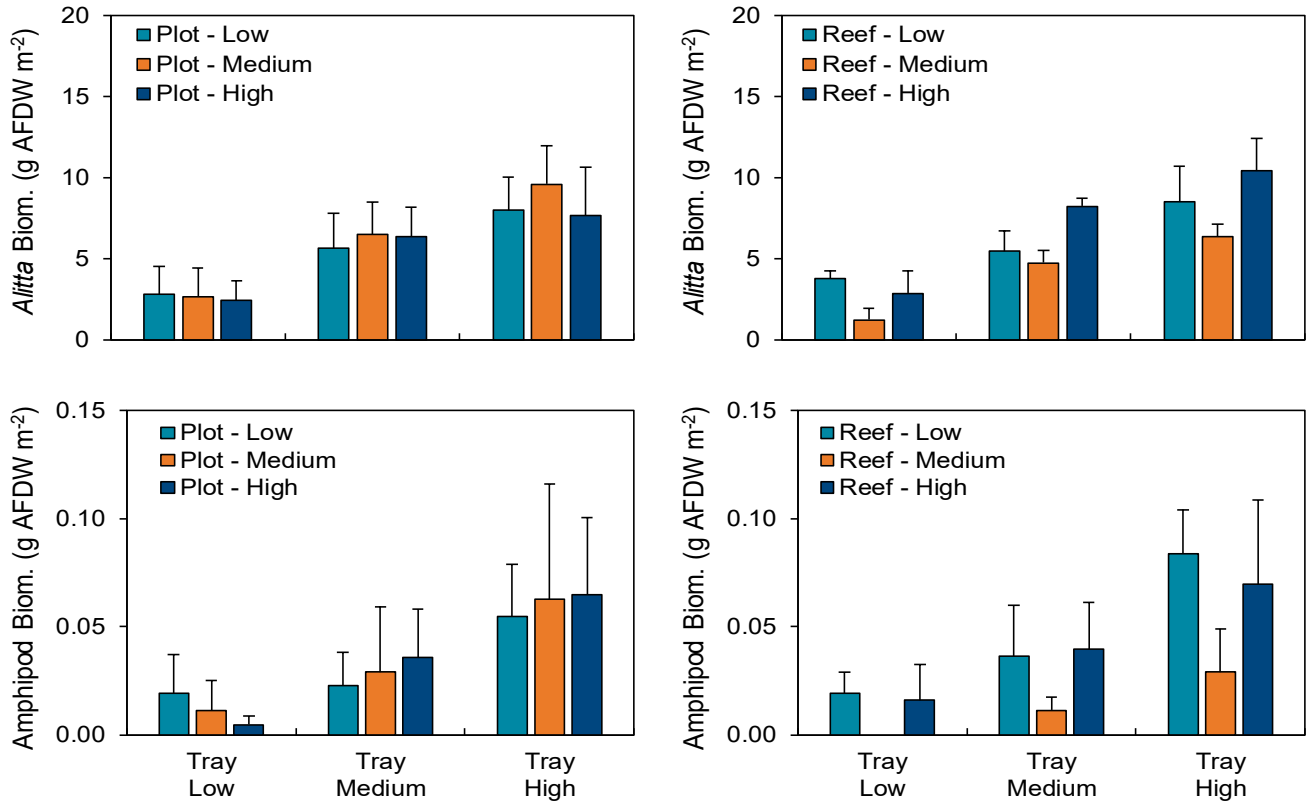 20
15
10
5
0
Alitta Biom. (g AFDW m-2)
Plot - Low
Plot - Medium
Plot - High
20
15
10
5
0
Alitta Biom. (g AFDW m-2)
Reef - Low
Reef - Medium
Reef - High
0.15
0.10
0.05
0.00
Amphipod Biom. (g AFDW m-2)
Plot - Low
Plot - Medium
Plot - High
Tray
Low
Tray
Medium
Tray
High
0.15
0.10
0.05
0.00
Amphipod Biom. (g AFDW m-2)
Reef - Low
Reef - Medium
Reef - High
Tray
Low
Tray
Medium
Tray
High